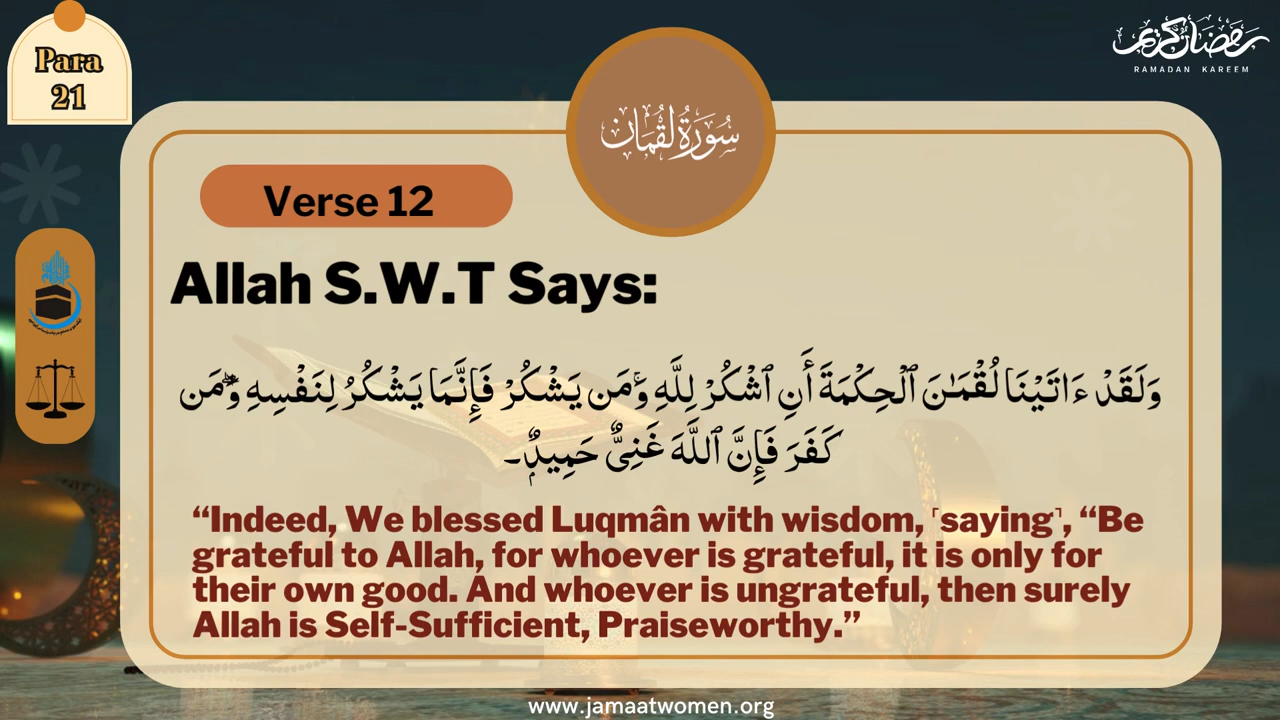 Para
21
رمضان كريم
RAMADAN KAREEM
سُورَةُ لُقْمَان
Verse 12
Allah S.W.T Says:
وَلَقَدْ ءَاتَيْنَا لُقْمَـٰنَ ٱلْحِكْمَةَ أَنِ ٱشْكُرْ لِلَّهِ ۚ وَمَن يَشْكُرْ فَإِنَّمَا يَشْكُرُ لِنَفْسِهِ ۖ وَمَن
كَفَرَ فَإِنَّ ٱللَّهَ غَنِىٌّ حَمِيدٌ
“Indeed, We blessed Luqmân with wisdom, ˹saying˺, “Be
grateful to Allah, for whoever is grateful, it is only for
their own good. And whoever is ungrateful, then surely
Allah is Self-Sufficient, Praiseworthy.”
www.jamaatwomen.org